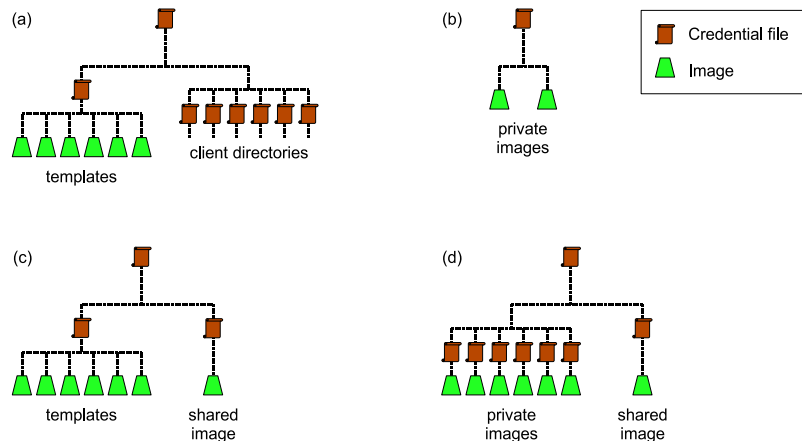 (a)
(b)
Credential file
Image
templates
client directories
private
images
(c)
(d)
templates
shared
image
private
images
shared
image